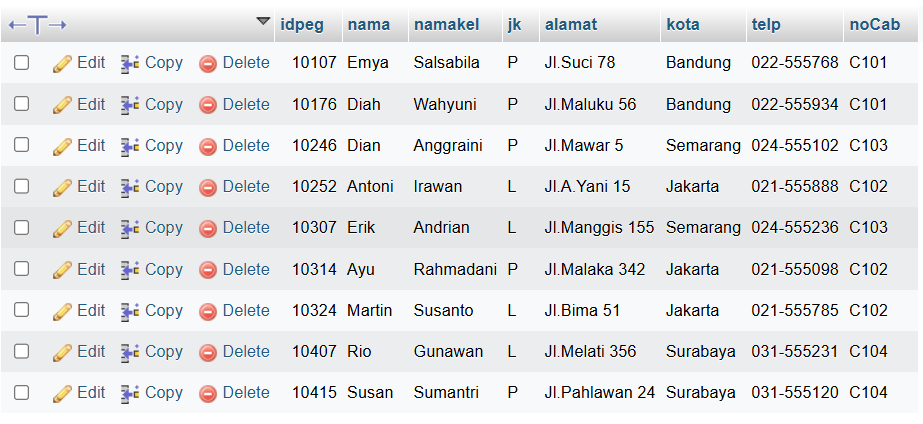 idpeg nama namakel jk alamat kota telp noCab
Edit Copy Delete 10107 Emya Salsabila P Jl.Suci 78 Bandung 022-555768 C101
Edit Copy Delete 10176 Diah Wahyuni P Jl.Maluku 56 Bandung 022-555934 C101
Edit Copy Delete 10246 Dian Anggraini P Jl.Mawar 5 Semarang 024-555102 C103
Edit Copy Delete 10252 Antoni Irawan L Jl.A.Yani 15 Jakarta 021-555888 C102
Edit Copy Delete 10307 Erik Andrian L Jl.Manggis 155 Semarang 024-555236 C103
Edit Copy Delete 10314 Ayu Rahmadani P Jl.Malaka 342 Jakarta 021-555098 C102
Edit Copy Delete 10324 Martin Susanto L Jl.Bima 51 Jakarta 021-555785 C102
Edit Copy Delete 10407 Rio Gunawan L Jl.Melati 356 Surabaya 031-555231 C104
Edit Copy Delete 10415 Susan Sumantri P Jl.Pahlawan 24 Surabaya 031-555120 C104